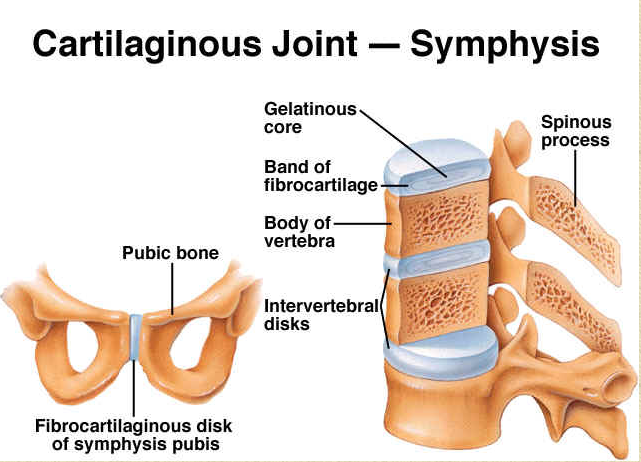 Cartilaginous Joint — Symphysis
Gelatinous
core
Spinous
process
Band of
fibrocartilage
Body of
vertebra
Pubic bone
Intervertebral
disks
Fibrocartilaginous disk
of symphysis pubis